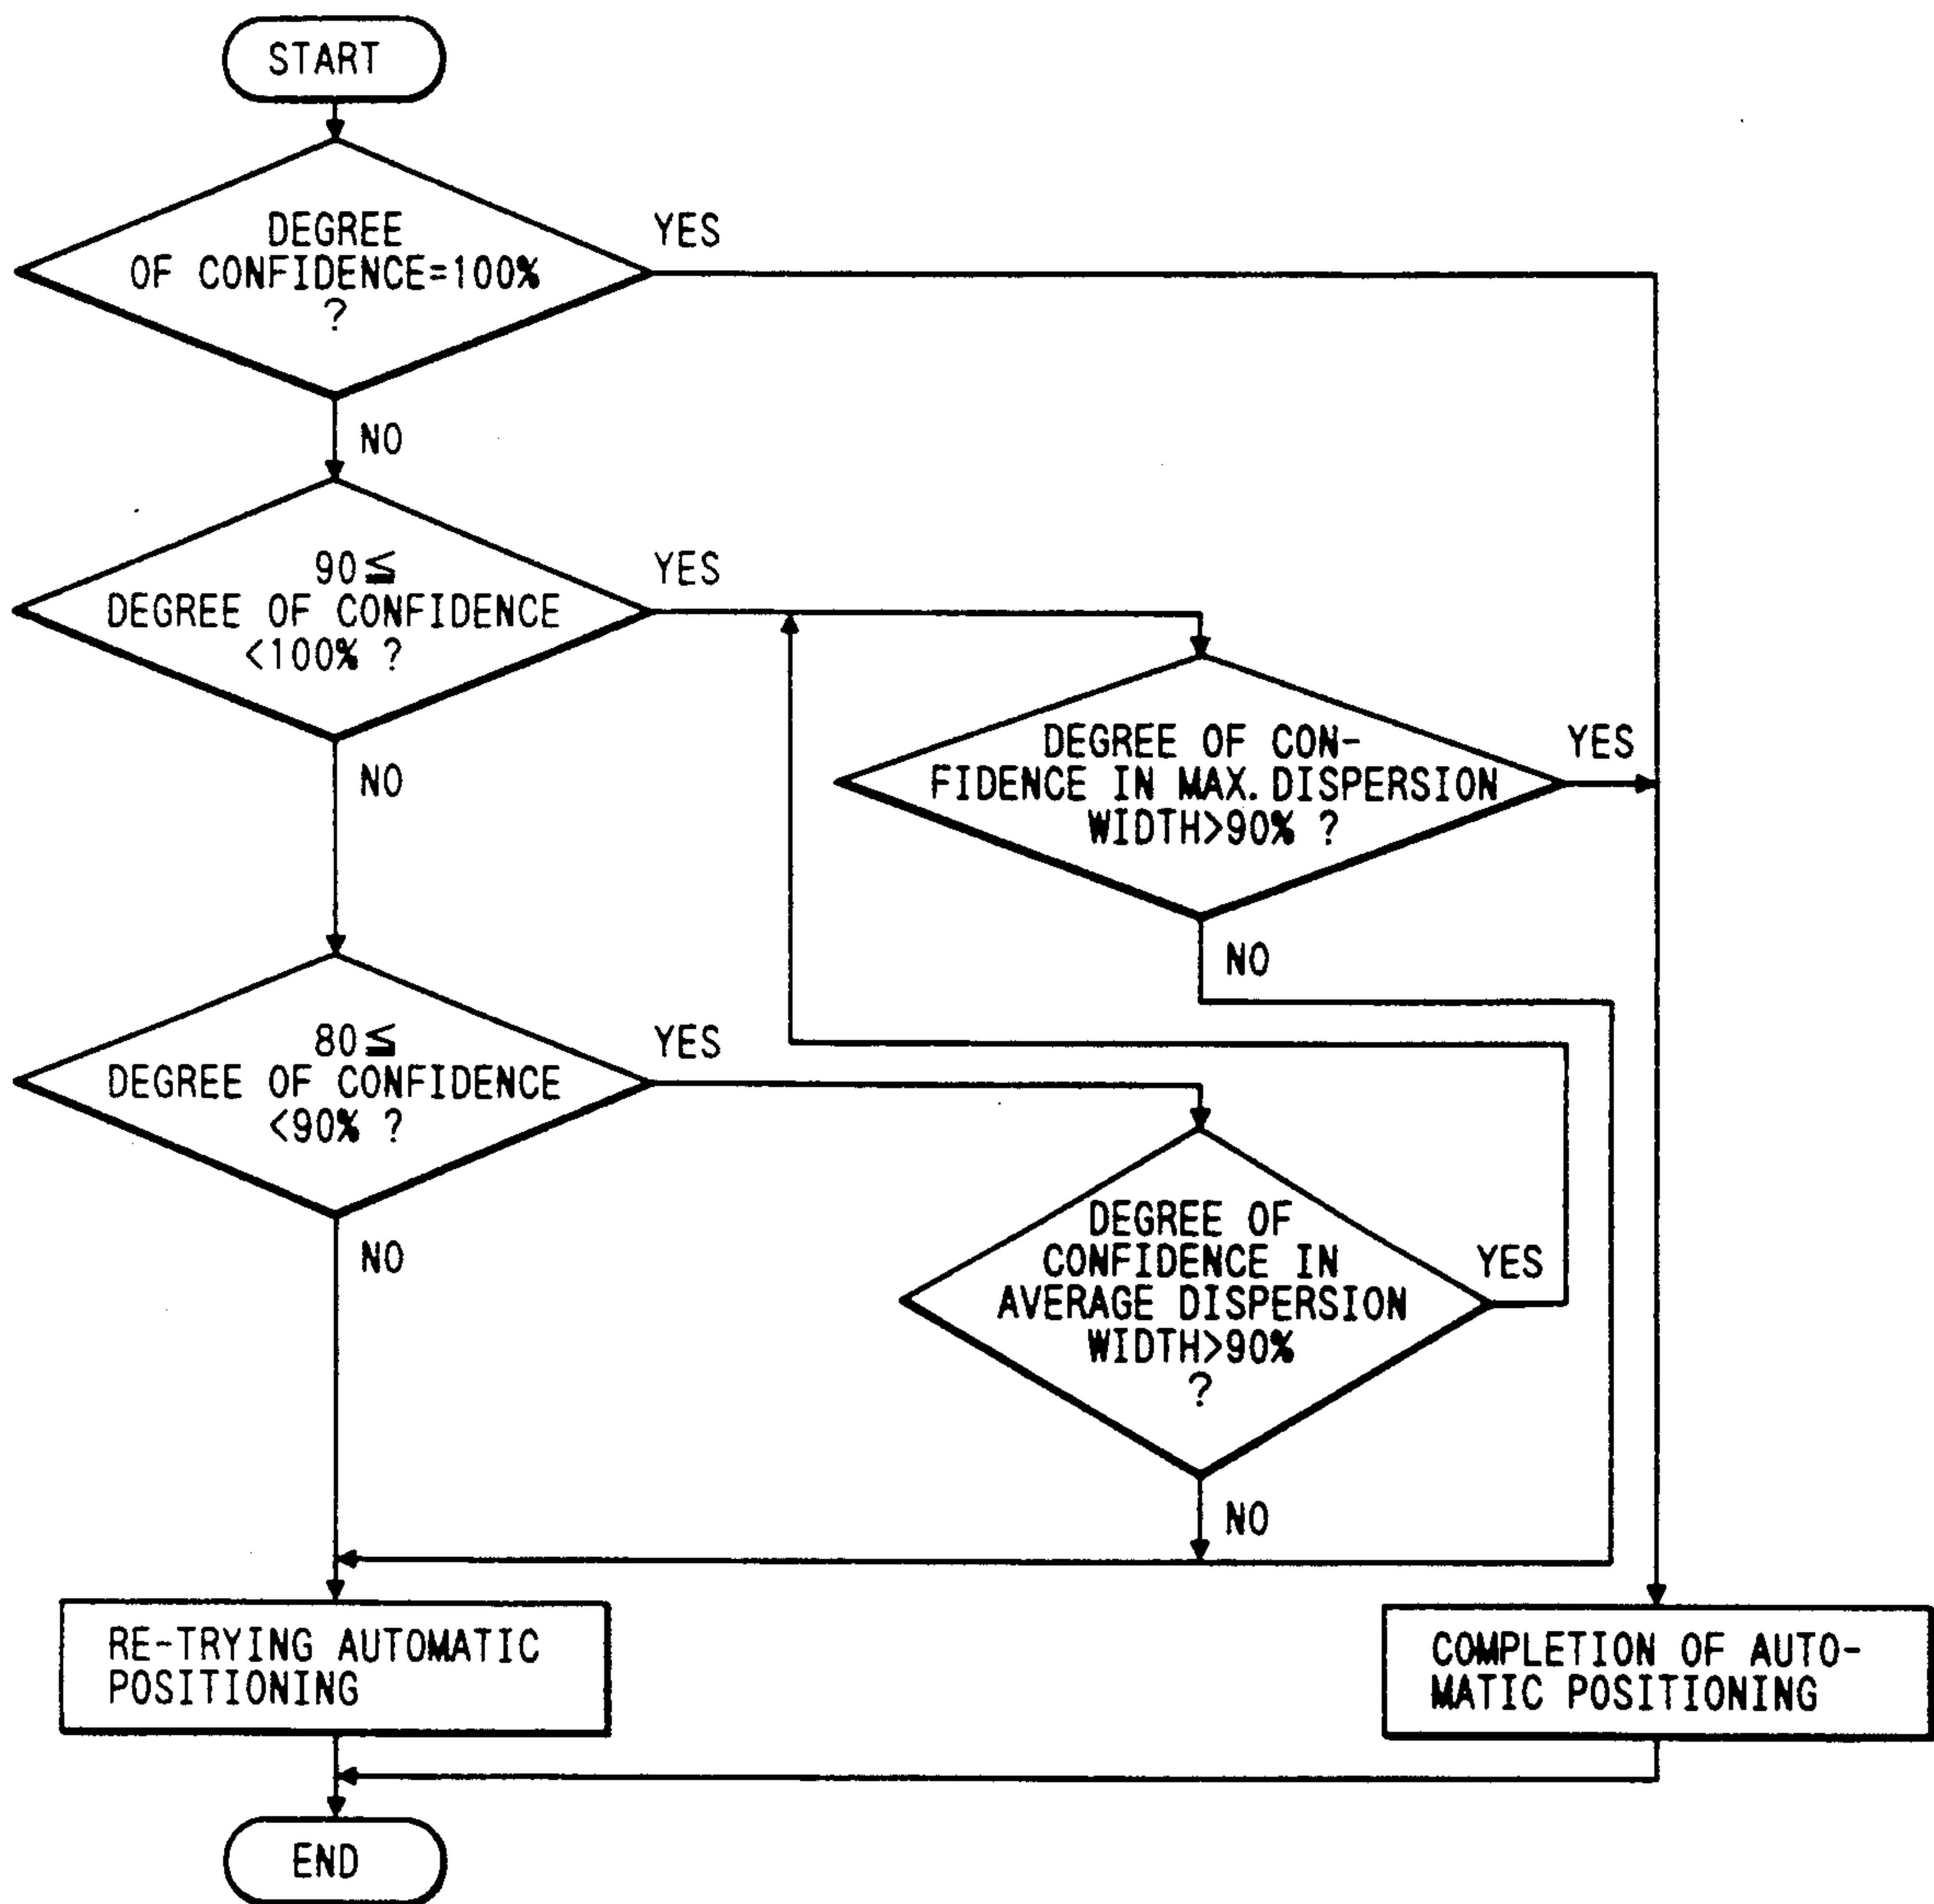 START
DEGREE
OF CONFIDENCE=100%
?
YES
NO
90≦
DEGREE OF CONFIDENCE
<100% ?
YES
NO
DEGREE OF CON-
FIDENCE IN MAX. DISPERSION
WIDTH>90% ?
YES
NO
80≦
DEGREE OF CONFIDENCE
<90% ?
YES
NO
DEGREE OF
CONFIDENCE IN
AVERAGE DISPERSION
WIDTH>90%
?
YES
NO
RE-TRYING AUTOMATIC
POSITIONING
COMPLETION OF AUTO-
MATIC POSITIONING
END